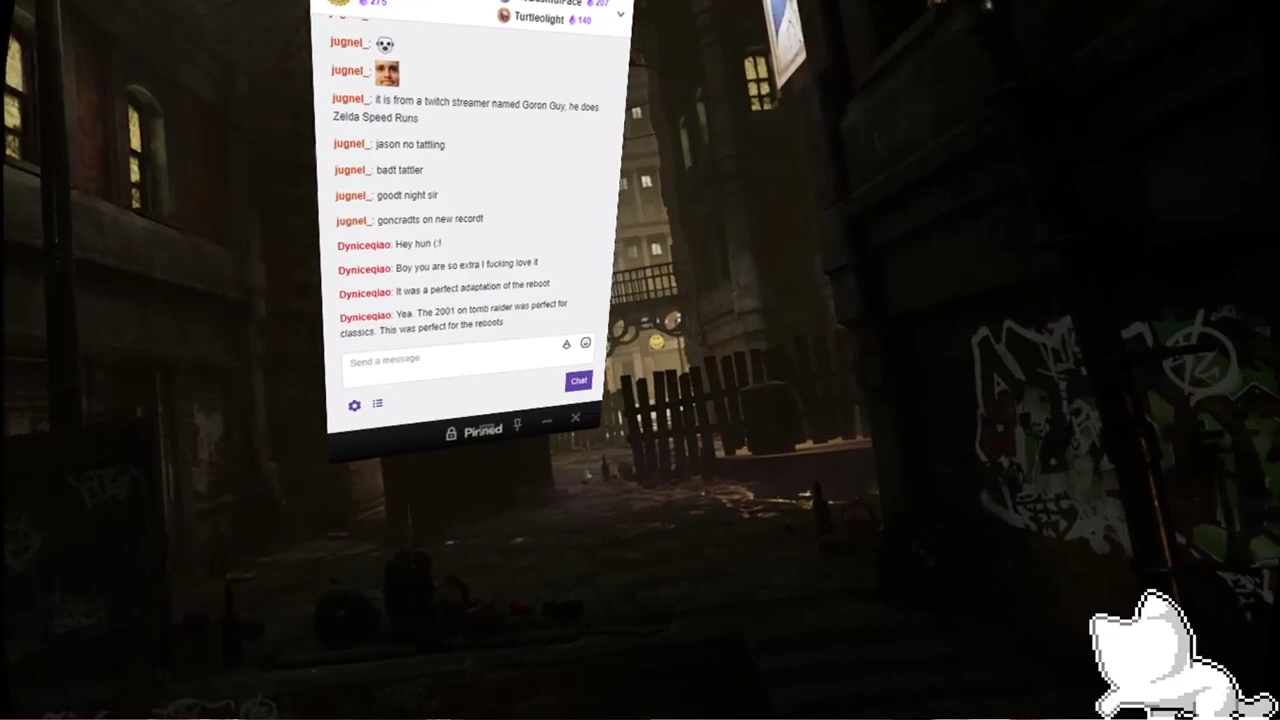 275
207
Turtleolight 140
jugnel_:
jugnel_:
jugnel_: it is from a twitch streamer named Goron Guy, he does
Zelda Speed Runs
jugnel_: jason no tattling
jugnel_: badt tattler
jugnel_: goodt night sir
jugnel_: goncradts on new recordt
Dyniceqiao: Hey hun (:!
Dyniceqiao: Boy you are so extra I fucking love it
Dyniceqiao: It was a perfect adaptation of the reboot
Dyniceqiao: Yea. The 2001 on tomb raider was perfect for
classics. This was perfect for the reboots
Send a message
Chat
Pinned